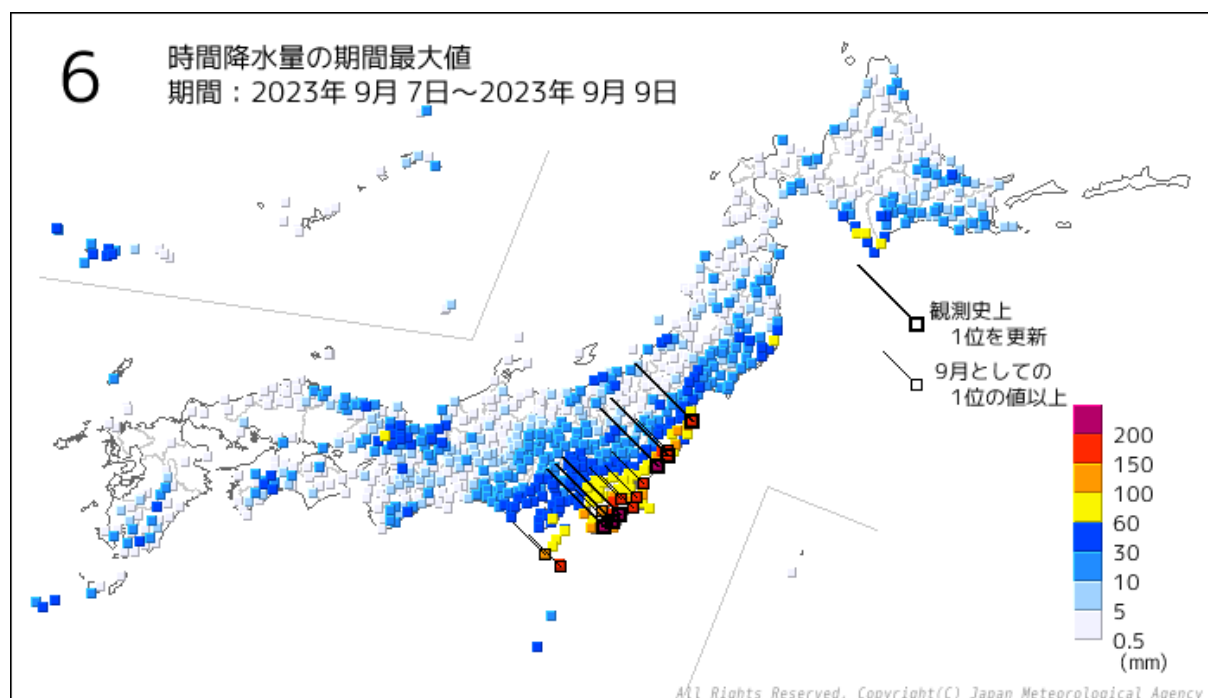 6
時間降水量の期間最大値
期間：2023年 9月 7日～2023年 9月 9日
観測史上
1位を更新
9月としての
1位の値以上
200
150
100
60
30
10
5
0.5
(mm)
All Rights Reserved. Copyright(C) Japan Meteorological Agency